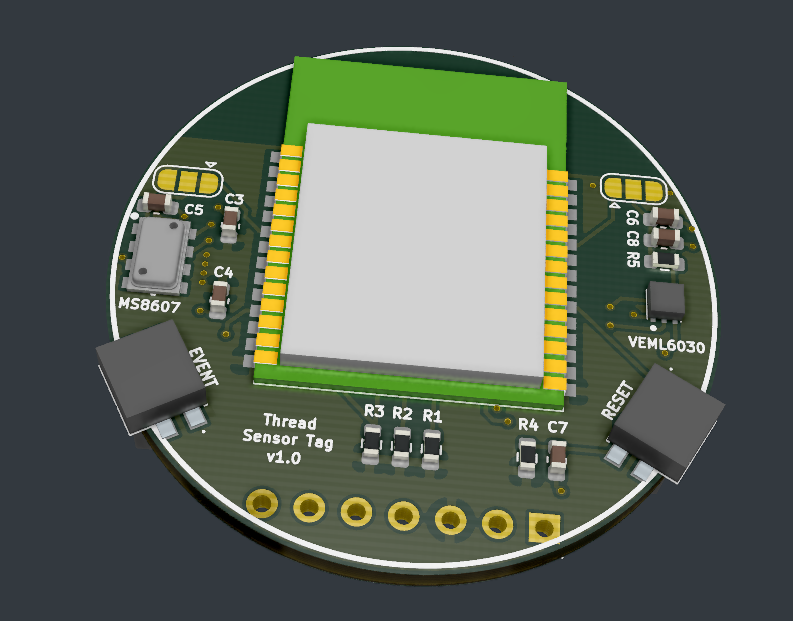 C3
C5
C6
C8
R5
C4
MS8607
VEML6030
EVENT
RESET
Thread
Sensor Tag
v1.0
R3 R2 R1
R4 C7